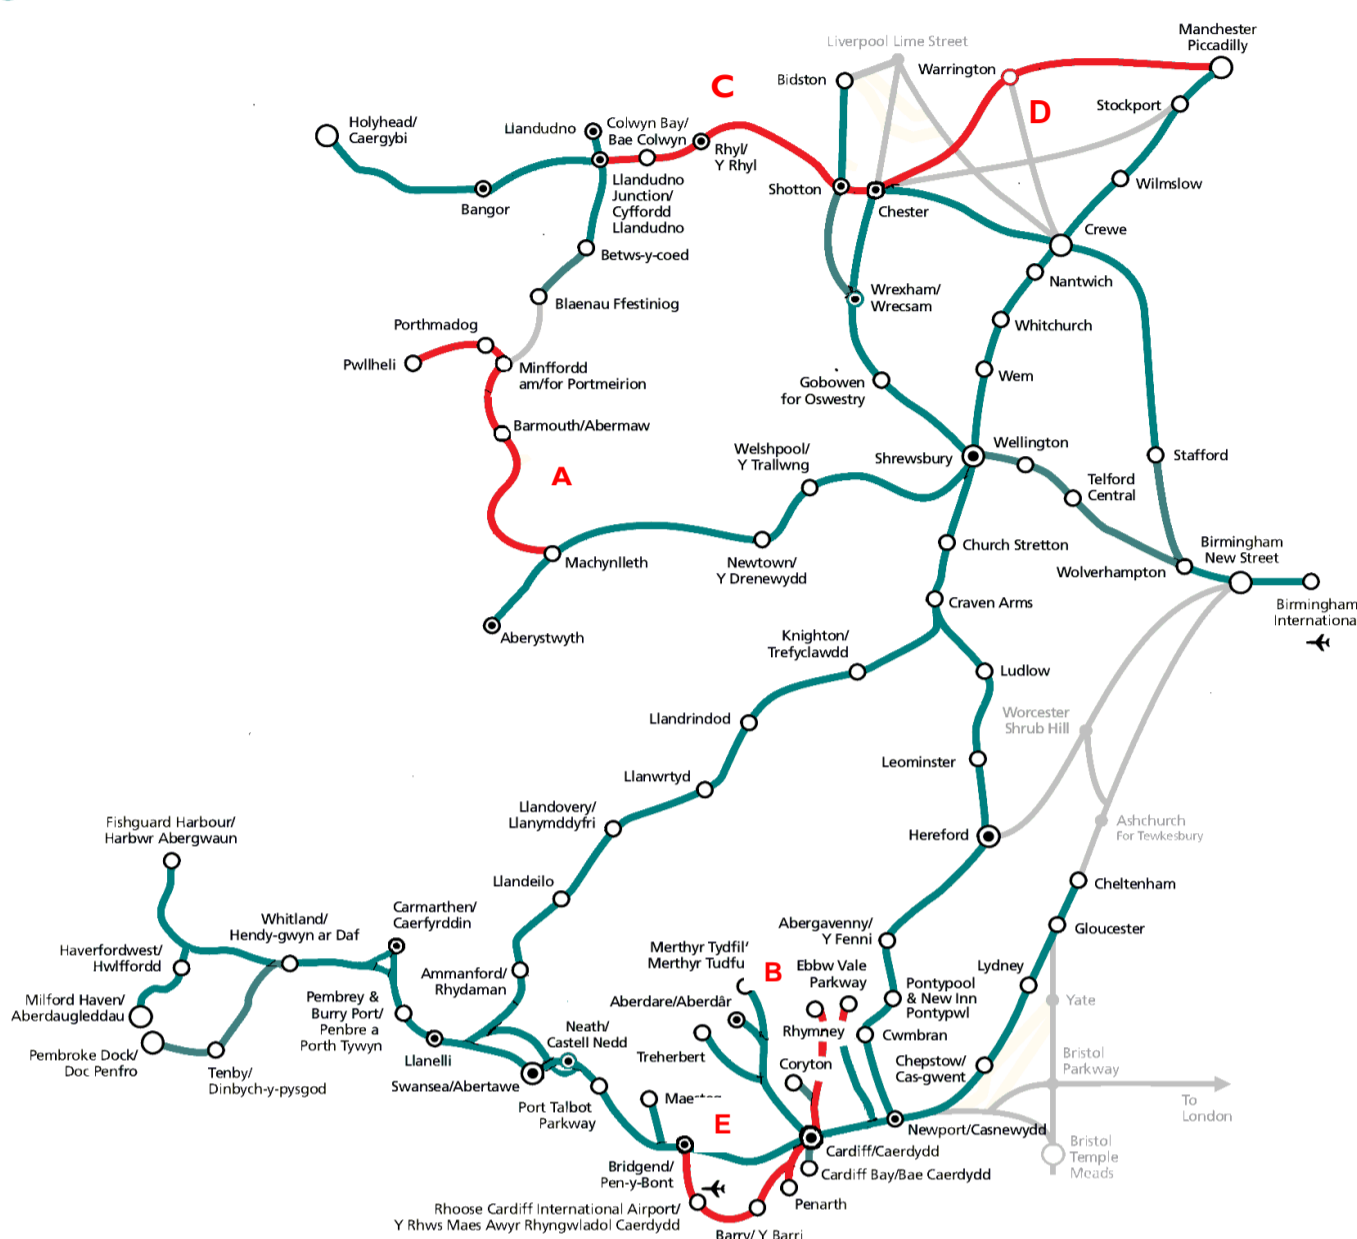 Liverpool Lime Street
Manchester
Piccadilly
Warrington
Bidston
C
D
Stockport
Holyhead/
Caergybi
Llandudno
Colwyn Bay/
Bae Colwyn
Rhyl/
Y Rhyl
Llandudno
Junction/
Cyffordd
Llandudno
Shotton
Chester
Wilmslow
Bangor
Crewe
Betws-y-coed
Nantwich
Wrexham/
Wrecsam
Blaenau Ffestiniog
Porthmadog
Whitchurch
Pwllheli
Minffordd
am/for Portmeirion
Gobowen
for Oswestry
Wem
Barmouth/Abermaw
Welshpool/
Y Trallwng
Shrewsbury
Wellington
Stafford
A
Telford
Central
Machynlleth
Newtown/
Y Drenewydd
Church Stretton
Birmingham
New Street
Wolverhampton
Craven Arms
Birmingham
Internationa
Aberystwyth
Knighton/
Trefyclawdd
Ludlow
Llandrindod
Worcester
Shrub Hill
Leominster
Llanwrtyd
Llandovery/
Llanymddyfri
Hereford
Ashchurch
For Tewkesbury
Fishguard Harbour/
Harbwr Abergwaun
Llandeilo
Cheltenham
Carmarthen/
Caerfyrddin
Whitland/
Hendy-gwyn ar Daf
Abergavenny/
Y Fenni
Gloucester
Haverfordwest/
Hwlffordd
Merthyr Tydfil'
Merthyr Tudfu
B
Ebbw Vale
Parkway
Lydney
Ammanford/
Rhydaman
Pontypool
& New Inn
Pontypwl
Milford Haven/
Aberdaugleddau
Pembrey &
Burry Port/
Penbre a
Porth Tywyn
Aberdare/Aberdâr
Yate
Neath/
Castell Nedd
Rhymney
Cwmbran
Pembroke Dock/
Doc Penfro
Treherbert
Chepstow/
Cas-gwent
Bristol
Parkway
Llanelli
Coryton
Tenby/
Dinbych-y-pysgod
Swansea/Abertawe
To
London
Port Talbot
Parkway
E
Newport/Casnewydd
Cardiff/Caerdydd
Bristol
Temple
Meads
Bridgend/
Pen-y-Bont
Cardiff Bay/Bae Caerdydd
Rhoose Cardiff International Airport/
Y Rhws Maes Awyr Rhyngwladol Caerdydd
Penarth
Barry/ Y Barri